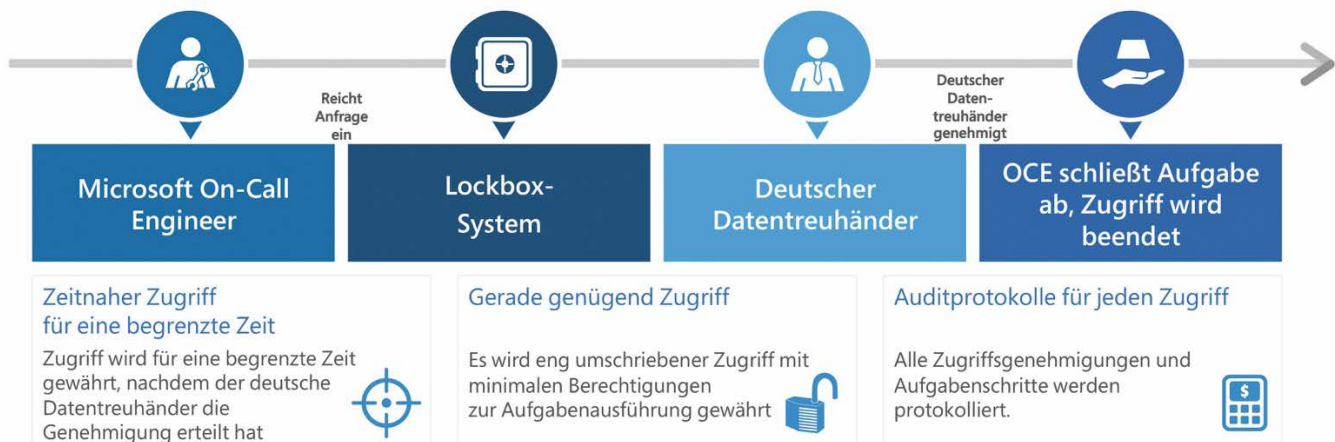 Reicht
Anfrage
ein
Deutscher
Daten-
treuhänder
genehmigt
Microsoft On-Call
Engineer
Lockbox-
System
Deutscher
Datentreuhänder
OCE schließt Aufgabe
ab, Zugriff wird
beendet
Zeitnaher Zugriff
für eine begrenzte Zeit
Zugriff wird für eine begrenzte Zeit
gewährt, nachdem der deutsche
Datentreuhänder die
Genehmigung erteilt hat
Gerade genügend Zugriff
Es wird eng umschriebener Zugriff mit
minimalen Berechtigungen
zur Aufgabenausführung gewährt
Auditprotokolle für jeden Zugriff
Alle Zugriffsgenehmigungen und
Aufgabenschritte werden
protokolliert.
$